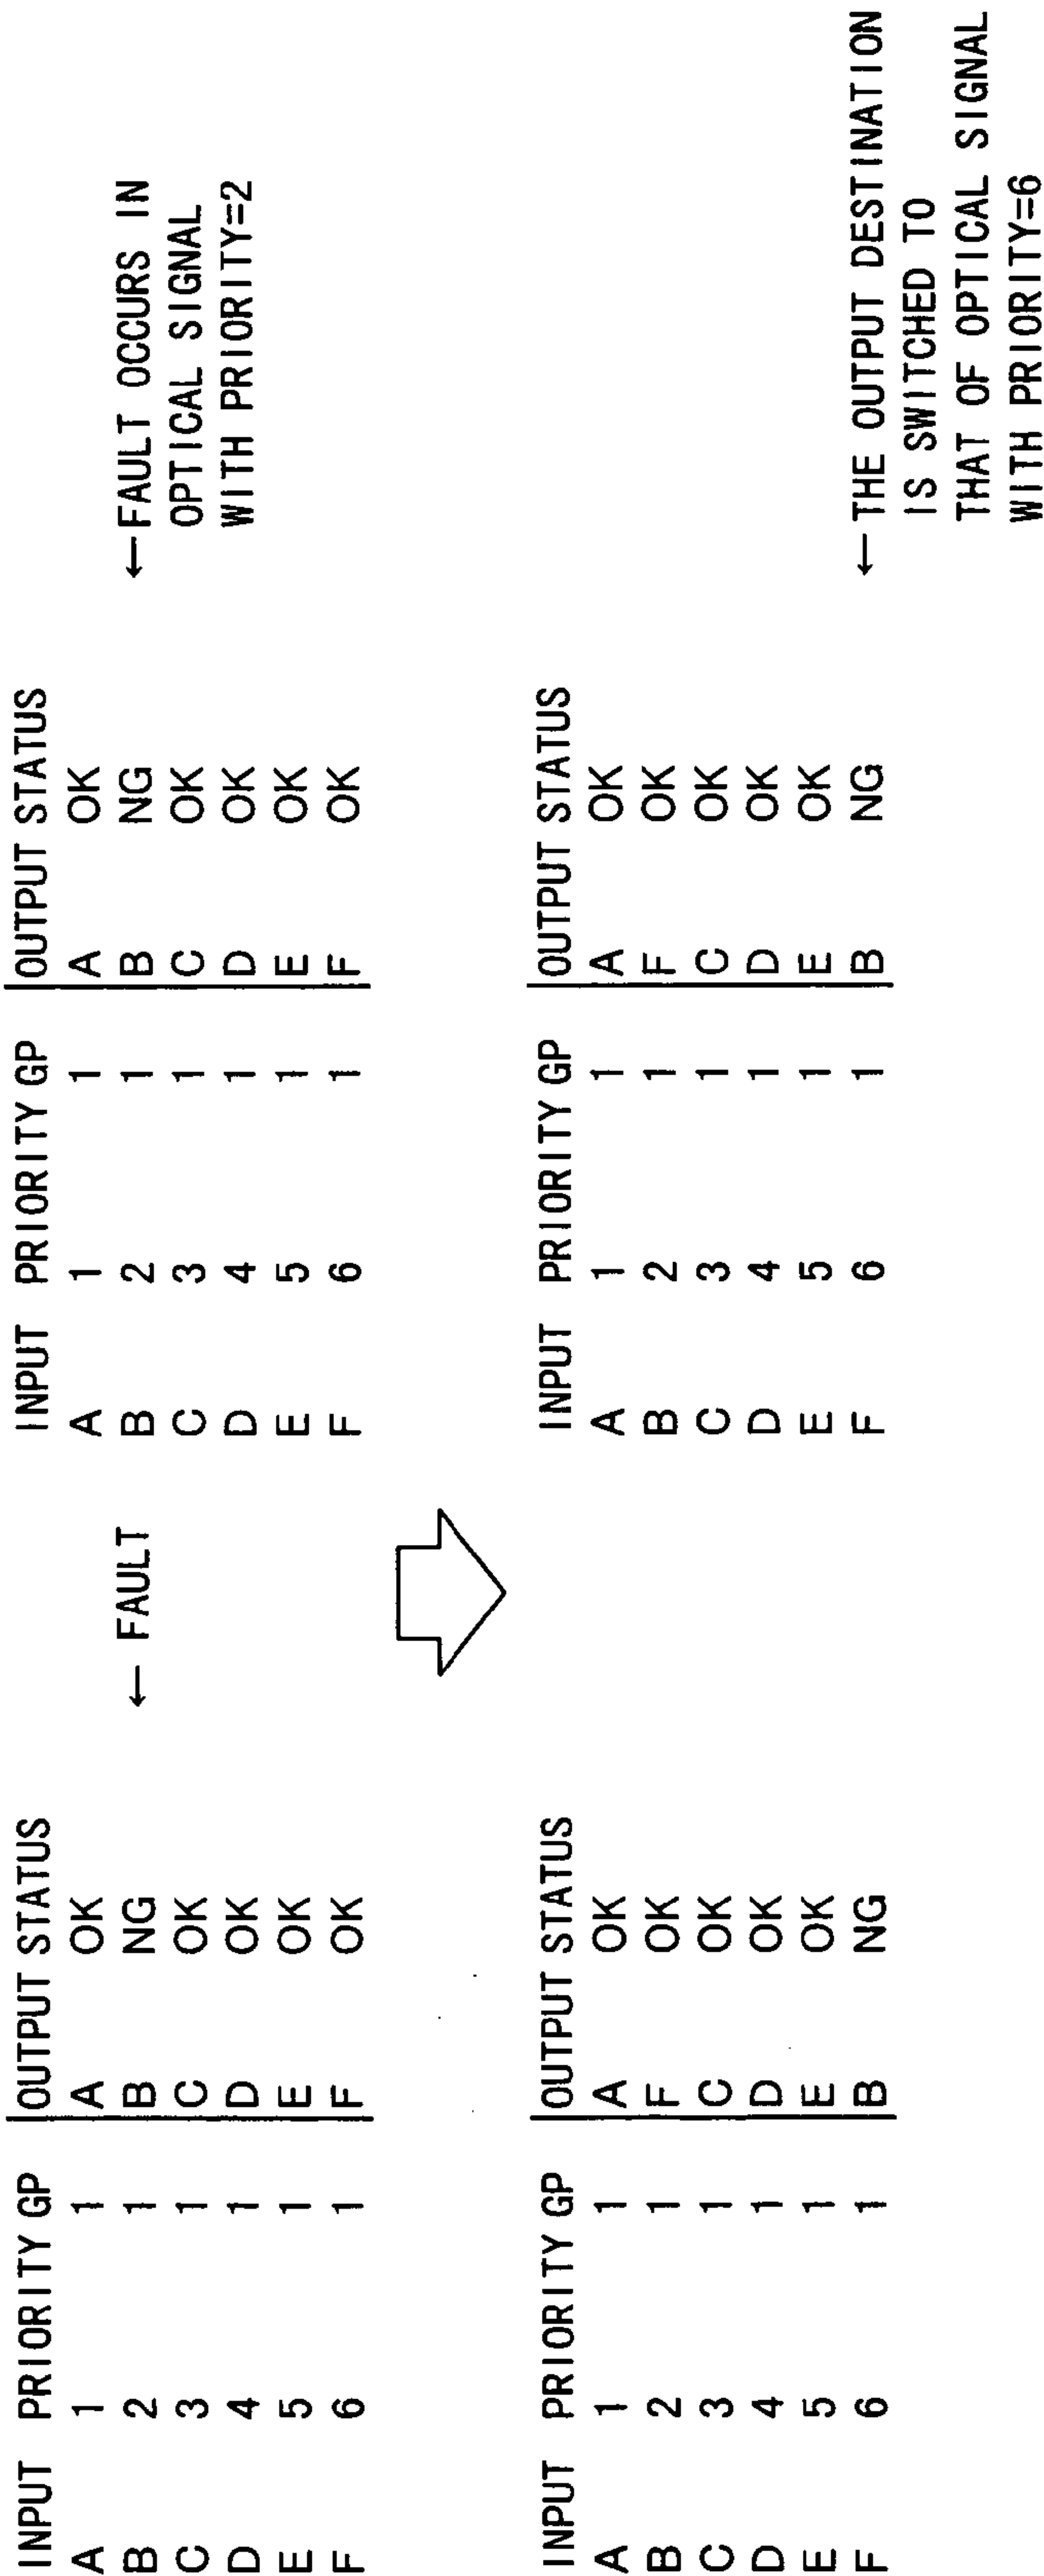 INPUT PRIORITY GP OUTPUT STATUS
A 1 1 A OK
B 2 1 B NG ← FAULT
C 3 1 C OK
D 4 1 D OK
E 5 1 E OK
F 6 1 F OK
INPUT PRIORITY GP OUTPUT STATUS
A 1 1 A OK
B 2 1 B NG
C 3 1 C OK
D 4 1 D OK
E 5 1 E OK
F 6 1 F OK
← FAULT OCCURS IN
OPTICAL SIGNAL
WITH PRIORITY=2
INPUT PRIORITY GP OUTPUT STATUS
A 1 1 A OK
B 2 1 F OK
C 3 1 C OK
D 4 1 D OK
E 5 1 E OK
F 6 1 B NG
INPUT PRIORITY GP OUTPUT STATUS
A 1 1 A OK
B 2 1 F OK
C 3 1 C OK
D 4 1 D OK
E 5 1 E OK
F 6 1 B NG
← THE OUTPUT DESTINATION
IS SWITCHED TO
THAT OF OPTICAL SIGNAL
WITH PRIORITY=6